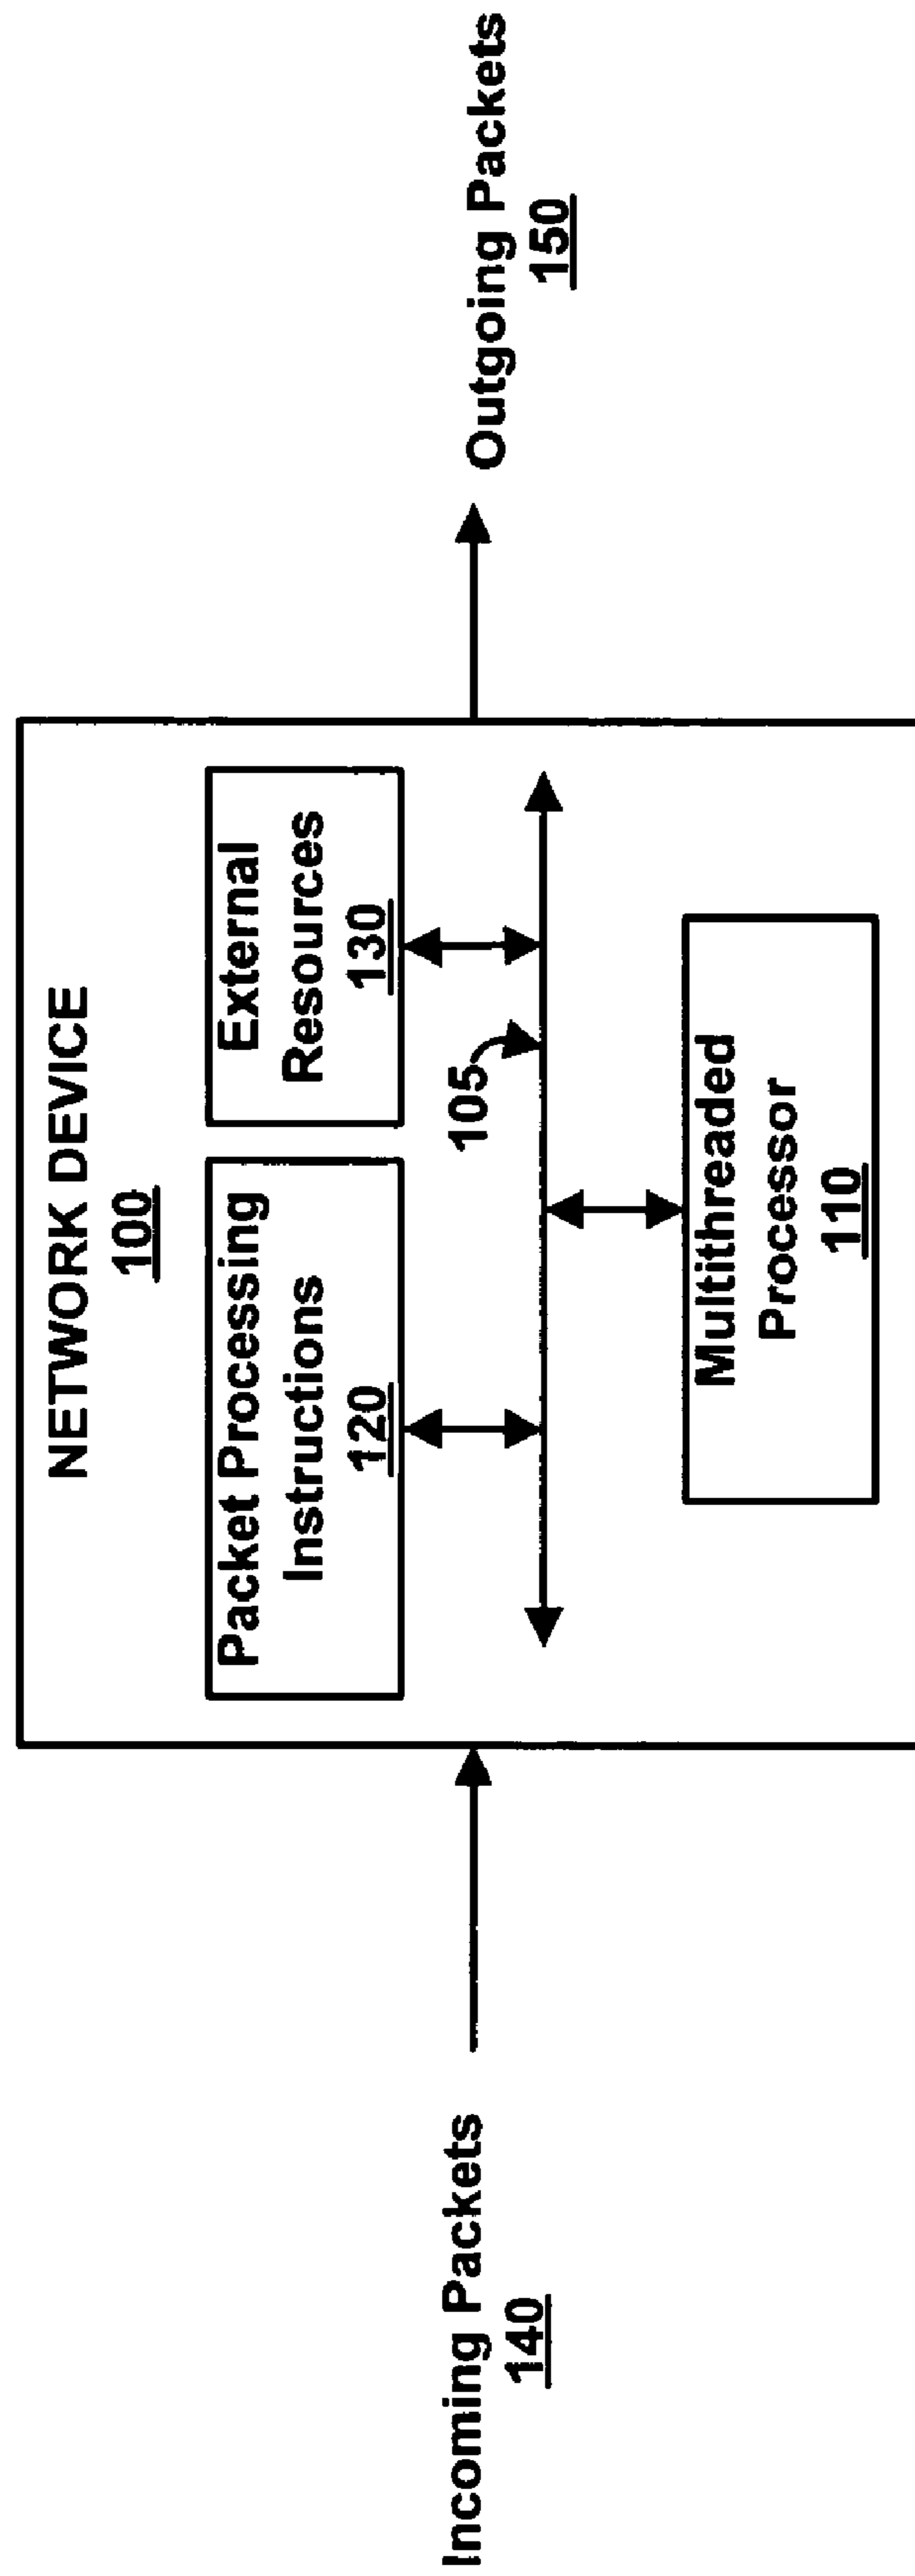 NETWORK DEVICE
100
Packet Processing
Instructions
120
External
Resources
130
105
Multithreaded
Processor
110
Incoming Packets
140
Outgoing Packets
150